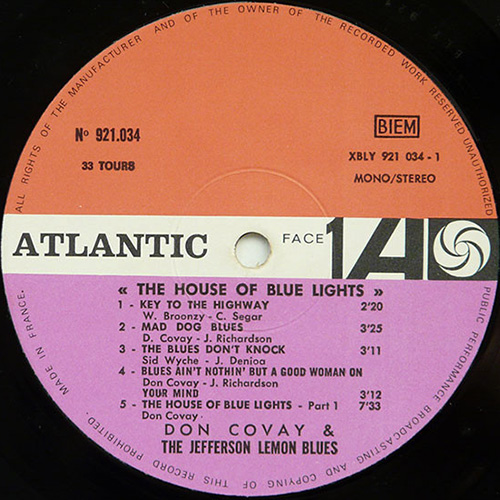 ALL RIGHTS OF THE MANUFACTURER AND OF THE OWNER OF THE RECORDED WORK RESERVED UNAUTHORIZED
PUBLIC PERFORMANCE BROADCASTING AND COPYING OF THIS RECORD PROHIBITED. MADE IN FRANCE.
No 921.034
BIEM
33 TOURS
XBLY 921 034 - 1
MONO/STEREO
ATLANTIC FACE 1 A
« THE HOUSE OF BLUE LIGHTS »
1 - KEY TO THE HIGHWAY 2'20
W. Broonzy - C. Segar
2 - MAD DOG BLUES 3'25
D. Covay - J. Richardson
3 - THE BLUES DON'T KNOCK 3'11
Sid Wyche - J. Denioa
4 - BLUES AIN'T NOTHIN' BUT A GOOD WOMAN ON
Don Covay - J. Richardson
YOUR MIND 3'12
5 - THE HOUSE OF BLUE LIGHTS - Part 1 7'33
Don Covay
DON COVAY &
THE JEFFERSON LEMON BLUES